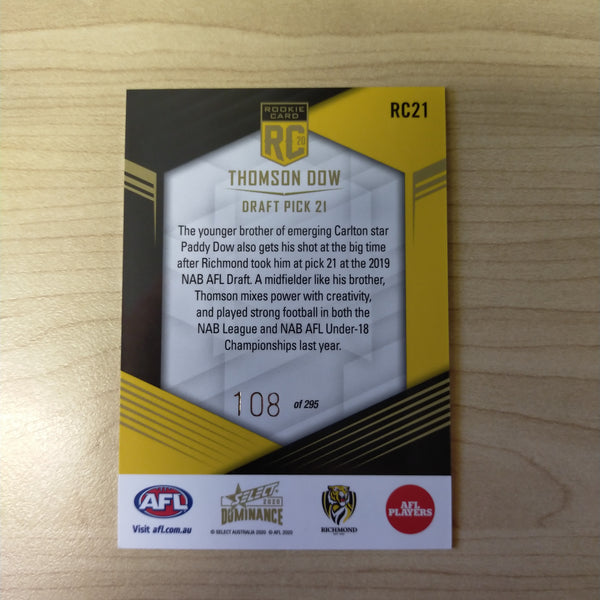 RC21
ROOKIE
CARD
RC
20
THOMSON DOW
DRAFT PICK 21
The younger brother of emerging Carlton star
Paddy Dow also gets his shot at the big time
after Richmond took him at pick 21 at the 2019
NAB AFL Draft. A midfielder like his brother,
Thomson mixes power with creativity,
and played strong football in both the
NAB League and NAB AFL Under-18
Championships last year.
108 of 295
AFL
Visit afl.com.au
SELECT
2020
DOMINANCE
© SELECT AUSTRALIA 2020 © AFL 2020
RICHMOND
AFL
PLAYERS